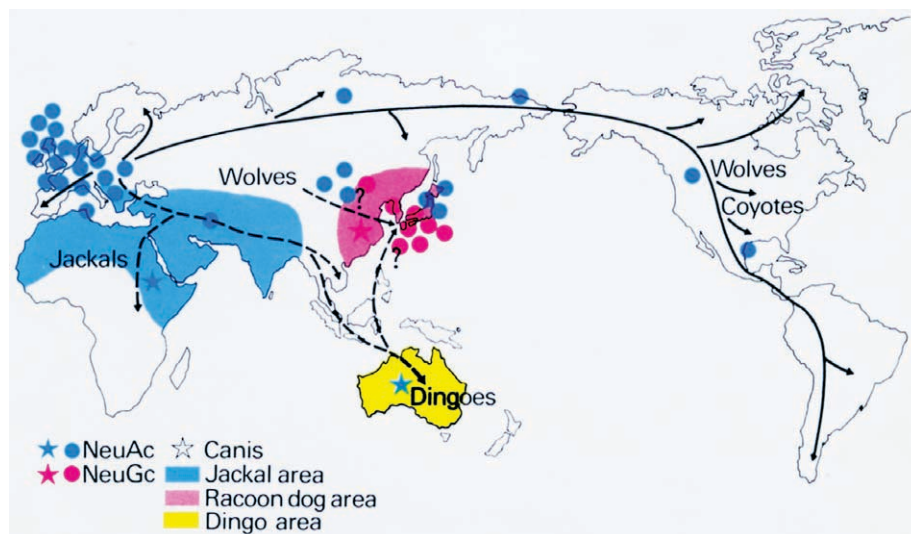 Wolves
?
Wolves
Coyotes
Jackals
?
Dingoes
NeuAc
Canis
NeuGc
Jackal area
Racoon dog area
Dingo area